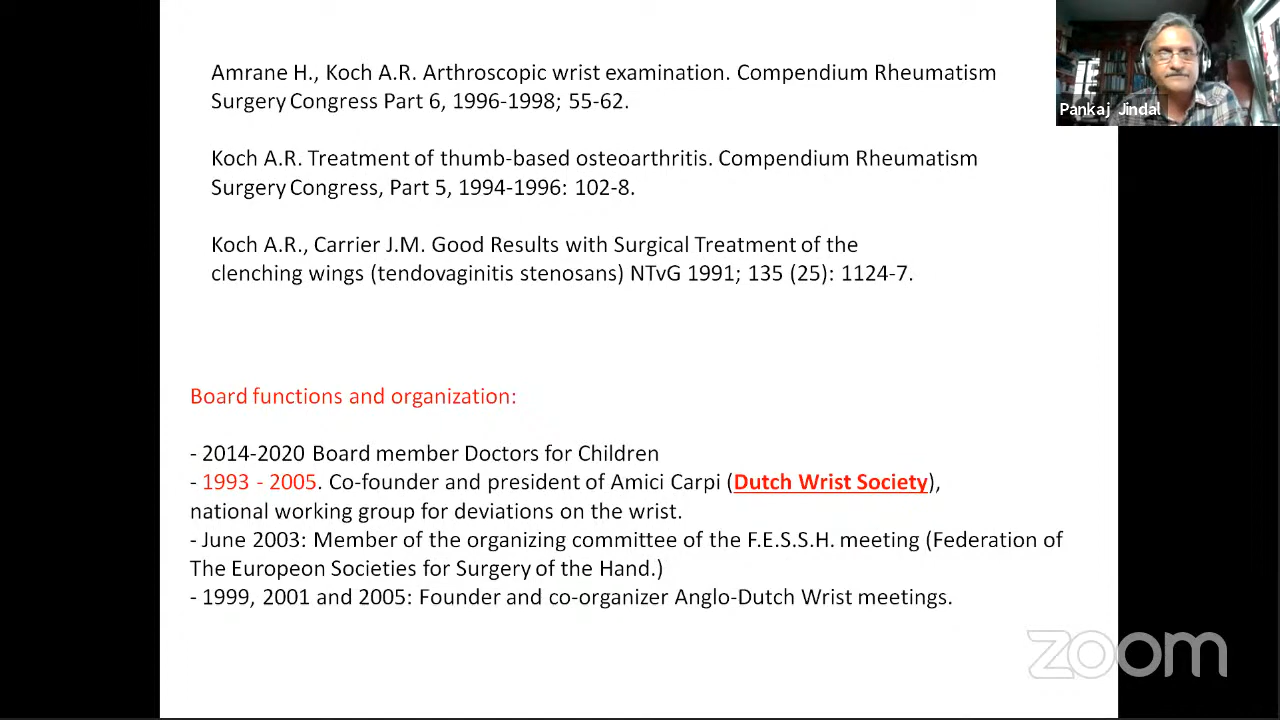 Amrane H., Koch A.R. Arthroscopic wrist examination. Compendium Rheumatism
Surgery Congress Part 6, 1996-1998; 55-62.
Koch A.R. Treatment of thumb-based osteoarthritis. Compendium Rheumatism
Surgery Congress, Part 5, 1994-1996: 102-8.
Koch A.R., Carrier J.M. Good Results with Surgical Treatment of the
clenching wings (tendovaginitis stenosans) NTvG 1991; 135 (25): 1124-7.
Pankaj Jindal
Board functions and organization:
- 2014-2020 Board member Doctors for Children
- 1993 - 2005. Co-founder and president of Amici Carpi (Dutch Wrist Society),
national working group for deviations on the wrist.
- June 2003: Member of the organizing committee of the F.E.S.S.H. meeting (Federation of
The Europeon Societies for Surgery of the Hand.)
- 1999, 2001 and 2005: Founder and co-organizer Anglo-Dutch Wrist meetings.
zoom